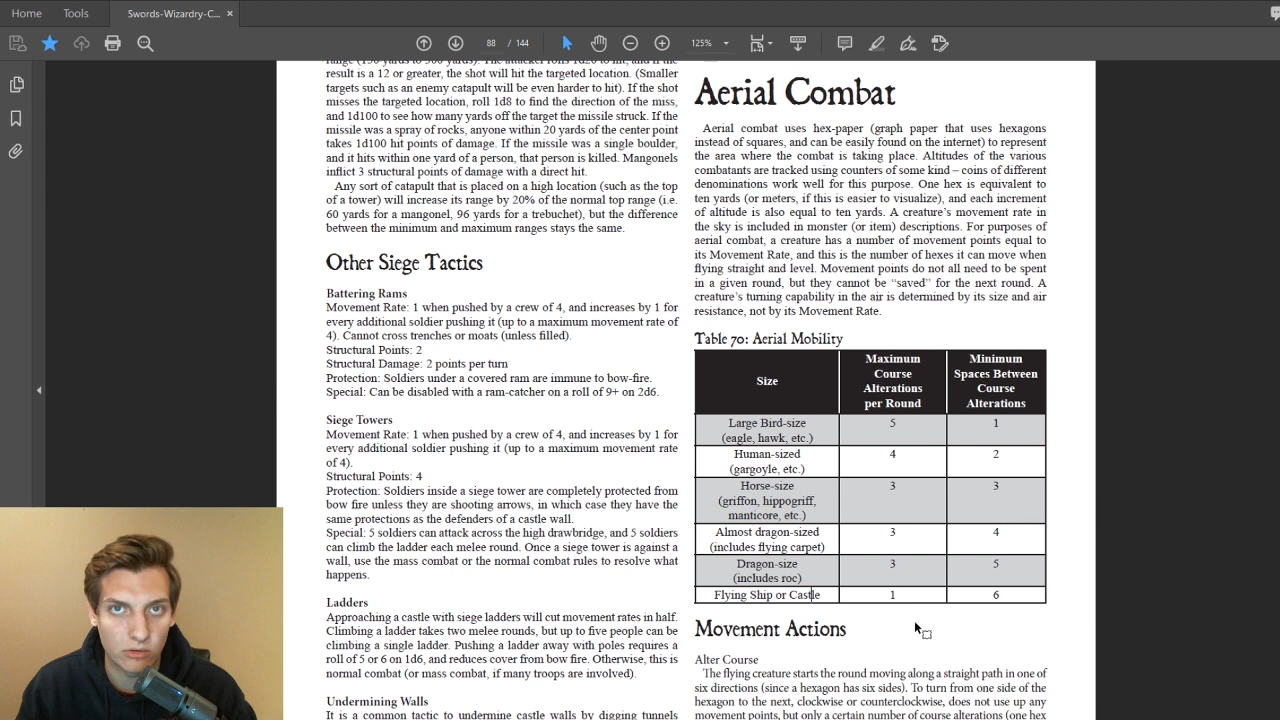 Home
Tools
Swords-Wizardry-C...
88 / 144
125%
result is a 12 or greater, the shot will hit the targeted location. (Smaller
targets such as an enemy catapult will be even harder to hit). If the shot
misses the targeted location, roll 1d8 to find the direction of the miss,
and 1d100 to see how many yards off the target the missile struck. If the
missile was a spray of rocks, anyone within 20 yards of the center point
takes 1d100 hit points of damage. If the missile was a single boulder,
and it hits within one yard of a person, that person is killed. Mangonels
inflict 3 structural points of damage with a direct hit.
Any sort of catapult that is placed on a high location (such as the top
of a tower) will increase its range by 20% of the normal top range (i.e.
60 yards for a mangonel, 96 yards for a trebuchet), but the difference
between the minimum and maximum ranges stays the same.
Other Siege Tactics
Battering Rams
Movement Rate: 1 when pushed by a crew of 4, and increases by 1 for
every additional soldier pushing it (up to a maximum movement rate of
4). Cannot cross trenches or moats (unless filled).
Structural Points: 2
Structural Damage: 2 points per turn
Protection: Soldiers under a covered ram are immune to bow-fire.
Special: Can be disabled with a ram-catcher on a roll of 9+ on 2d6.
Siege Towers
Movement Rate: 1 when pushed by a crew of 4, and increases by 1 for
every additional soldier pushing it (up to a maximum movement rate
of 4).
Structural Points: 4
Protection: Soldiers inside a siege tower are completely protected from
bow fire unless they are shooting arrows, in which case they have the
same protections as the defenders of a castle wall.
Special: 5 soldiers can attack across the high drawbridge, and 5 soldiers
can climb the ladder each melee round. Once a siege tower is against a
wall, use the mass combat or the normal combat rules to resolve what
happens.
Ladders
Approaching a castle with siege ladders will cut movement rates in half.
Climbing a ladder takes two melee rounds, but up to five people can be
climbing a single ladder. Pushing a ladder away with poles requres a
roll of 5 or 6 on 1d6, and reduces cover from bow fire. Otherwise, this is
normal combat (or mass combat, if many troops are involved).
Undermining Walls
It is a common tactic to undermine castle walls by digging tunnels
Aerial Combat
Aerial combat uses hex-paper (graph paper that uses hexagons
instead of squares, and can be easily found on the internet) to represent
the area where the combat is taking place. Altitudes of the various
combatants are tracked using counters of some kind – coins of different
denominations work well for this purpose. One hex is equivalent to
ten yards (or meters, if this is easier to visualize), and each increment
of altitude is also equal to ten yards. A creature's movement rate in
the sky is included in monster (or item) descriptions. For purposes of
aerial combat, a creature has a number of movement points equal to
its Movement Rate, and this is the number of hexes it can move when
flying straight and level. Movement points do not all need to be spent
in a given round, but they cannot be “saved” for the next round. A
creature's turning capability in the air is determined by its size and air
resistance, not by its Movement Rate.
Table 70: Aerial Mobility
Size
Maximum
Course
Alterations
per Round
Minimum
Spaces Between
Course
Alterations
Large Bird-size
(eagle, hawk, etc.)
5
1
Human-sized
(gargoyle, etc.)
4
2
Horse-size
(griffon, hippogriff,
manticore, etc.)
3
3
Almost dragon-sized
(includes flying carpet)
3
4
Dragon-size
(includes roc)
3
5
Flying Ship or Castle
1
6
Movement Actions
Alter Course
The flying creature starts the round moving along a straight path in one of
six directions (since a hexagon has six sides). To turn from one side of the
hexagon to the next, clockwise or counterclockwise, does not use up any
movement points, but only a certain number of course alterations (one hex